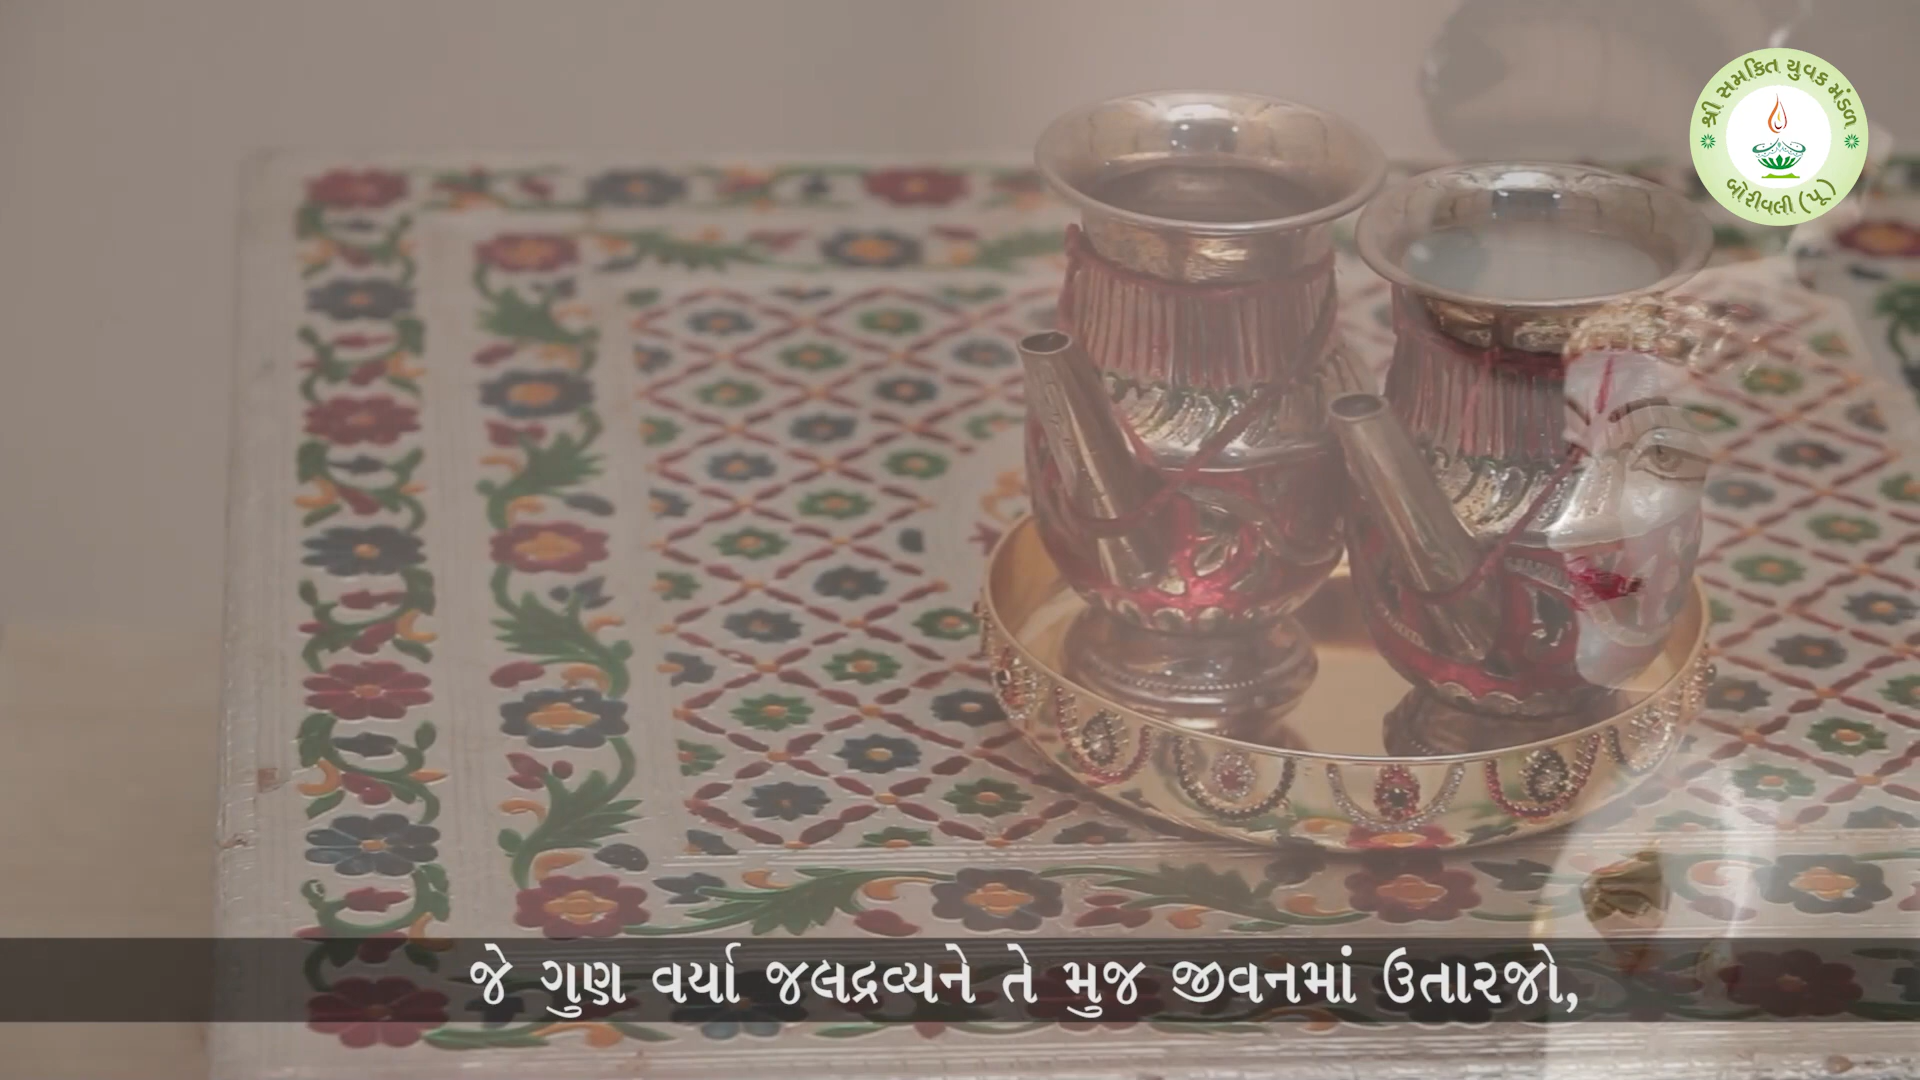 શ્રી સમકિત યુવક મંડળ
બોરીવલી (પૂ.)
જે ગુણ વર્યા જલદ્રવ્યને તે મુજ જીવનમાં ઉતારજો,